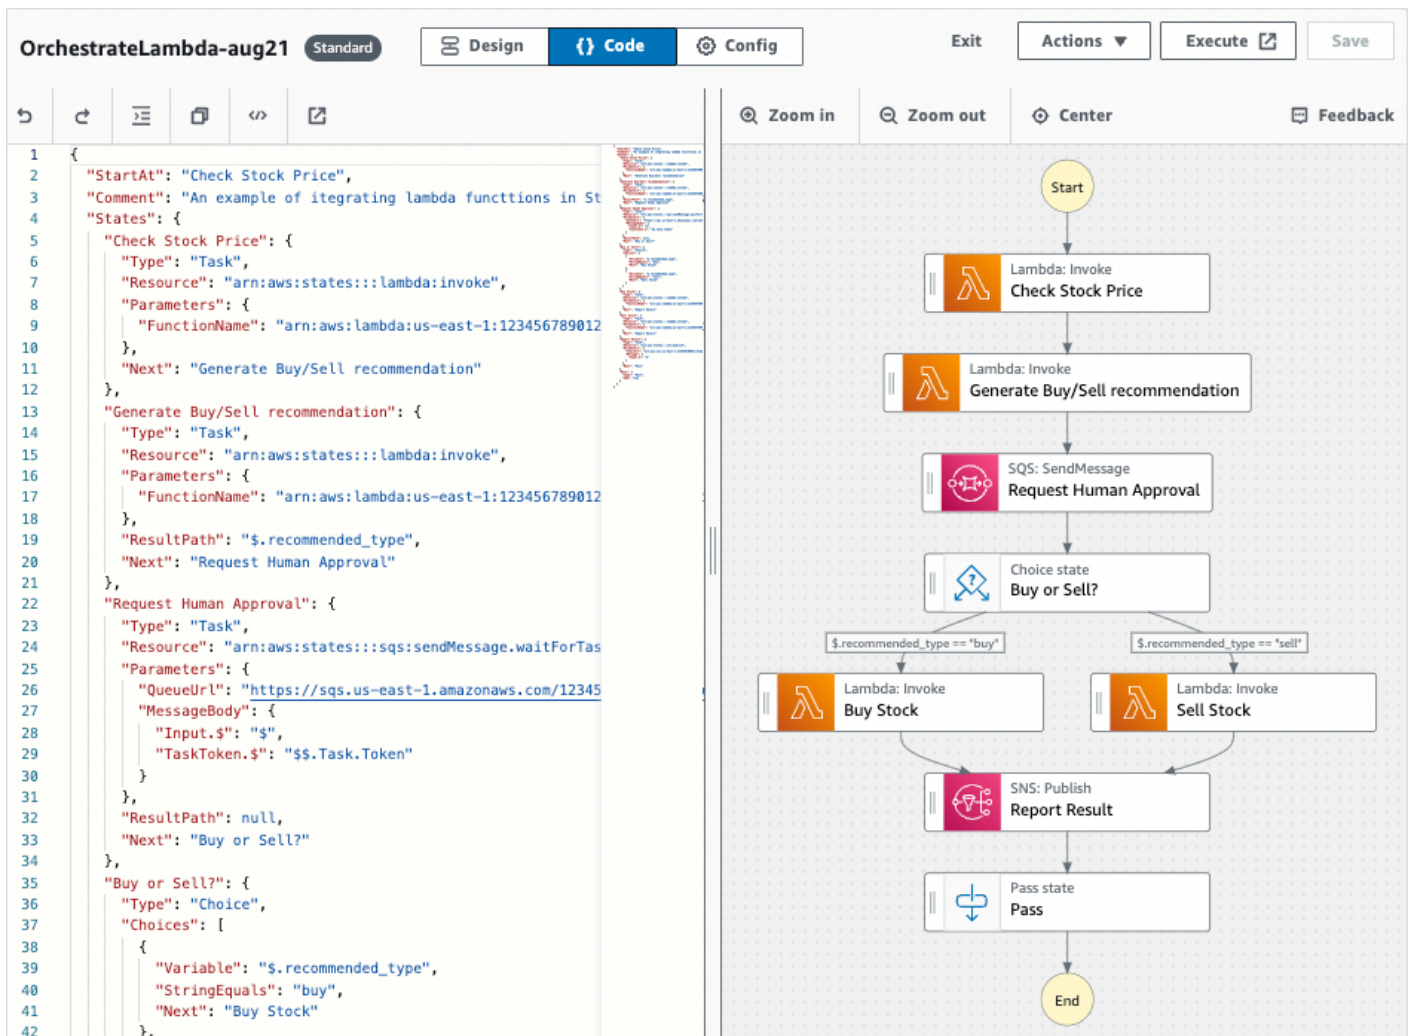 OrchestrateLambda-aug21 Standard Design {} Code Config Exit Actions ▼ Execute Save
Zoom in Zoom out Center Feedback
1 {
2 "StartAt": "Check Stock Price",
3 "Comment": "An example of itegrating lambda functtions in St
4 "States": {
5 "Check Stock Price": {
6 "Type": "Task",
7 "Resource": "arn:aws:states:::lambda:invoke",
8 "Parameters": {
9 "FunctionName": "arn:aws:lambda:us-east-1:123456789012
10 },
11 "Next": "Generate Buy/Sell recommendation"
12 },
13 "Generate Buy/Sell recommendation": {
14 "Type": "Task",
15 "Resource": "arn:aws:states:::lambda:invoke",
16 "Parameters": {
17 "FunctionName": "arn:aws:lambda:us-east-1:123456789012
18 },
19 "ResultPath": "$.recommended_type",
20 "Next": "Request Human Approval"
21 },
22 "Request Human Approval": {
23 "Type": "Task",
24 "Resource": "arn:aws:states:::sqs:sendMessage.waitForTas
25 "Parameters": {
26 "QueueUrl": "https://sqs.us-east-1.amazonaws.com/12345
27 "MessageBody": {
28 "Input.$": "$",
29 "TaskToken.$": "$$.Task.Token"
30 }
31 },
32 "ResultPath": null,
33 "Next": "Buy or Sell?"
34 },
35 "Buy or Sell?": {
36 "Type": "Choice",
37 "Choices": [
38 {
39 "Variable": "$.recommended_type",
40 "StringEquals": "buy",
41 "Next": "Buy Stock"
42 },
Start
Lambda: Invoke
Check Stock Price
Lambda: Invoke
Generate Buy/Sell recommendation
SQS: SendMessage
Request Human Approval
Choice state
Buy or Sell?
$.recommended_type == "buy"
$.recommended_type == "sell"
Lambda: Invoke
Buy Stock
Lambda: Invoke
Sell Stock
SNS: Publish
Report Result
Pass state
Pass
End